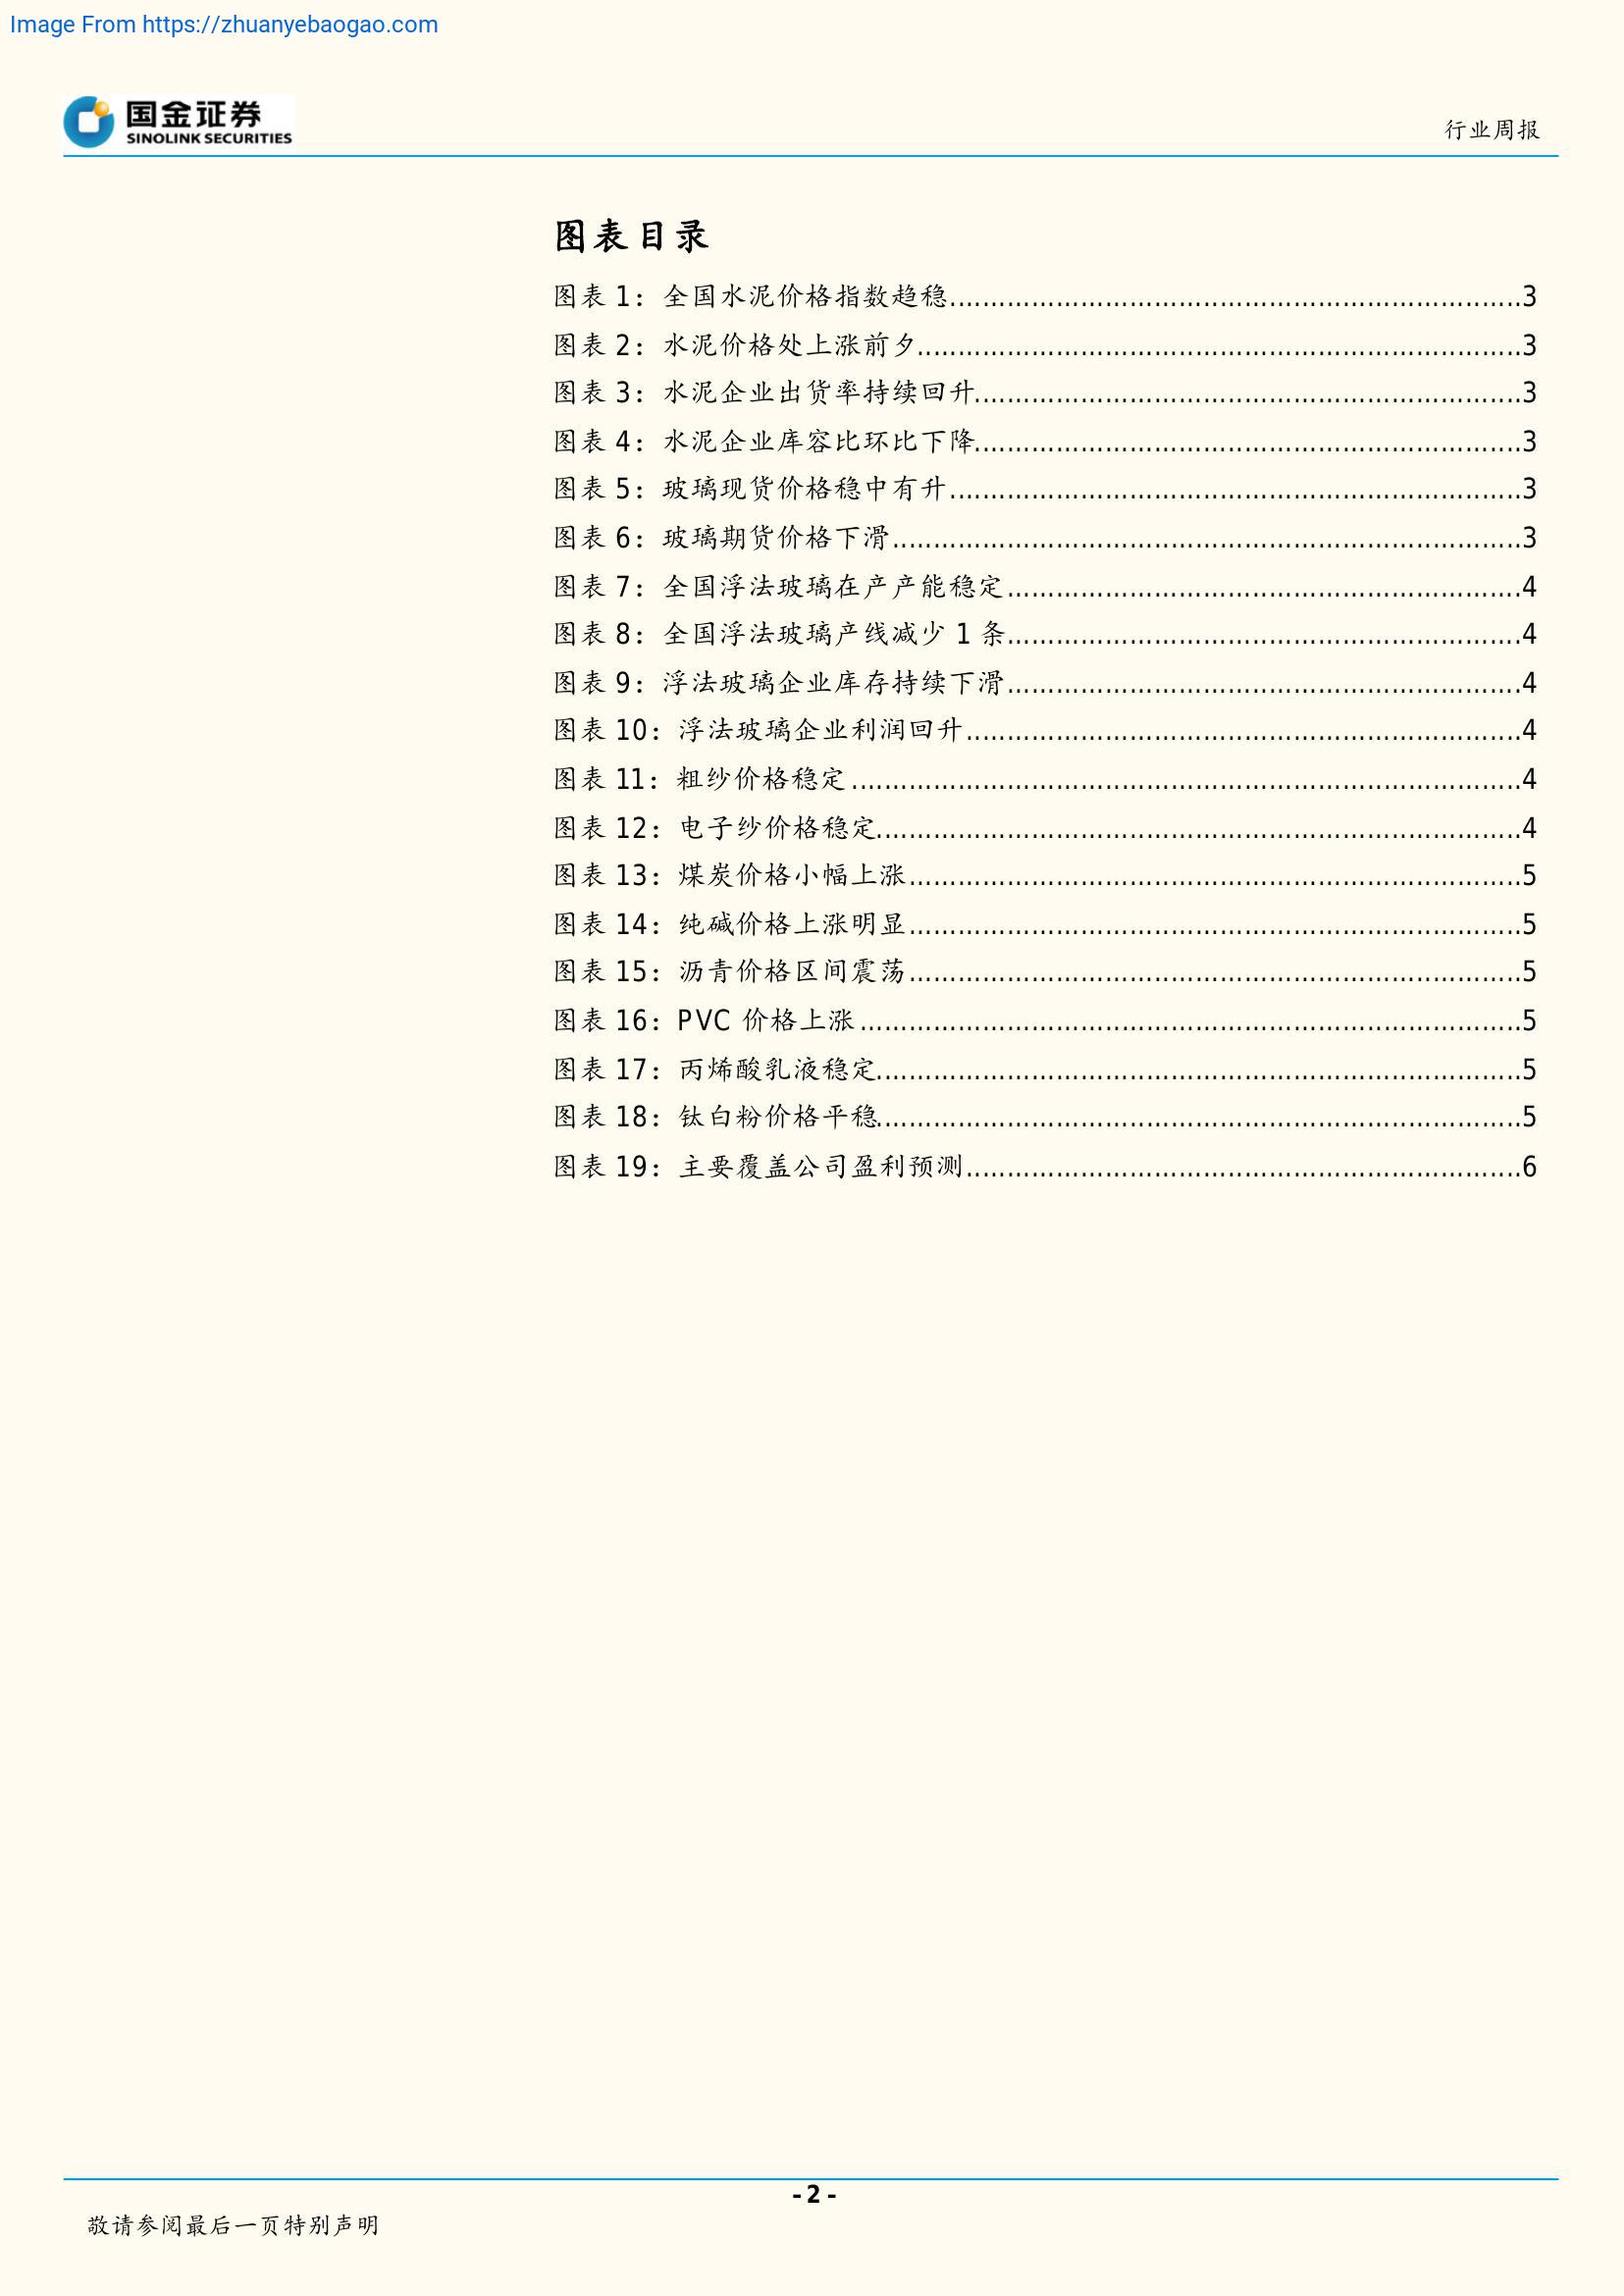 Image From https://zhuanyebaogao.com
国金证券
SINOLINK SECURITIES
行业周报
图表目录
图表 1：全国水泥价格指数趋稳.......................................................................3
图表 2：水泥价格处上涨前夕...........................................................................3
图表 3：水泥企业出货率持续回升....................................................................3
图表 4：水泥企业库容比环比下降....................................................................3
图表 5：玻璃现货价格稳中有升.......................................................................3
图表 6：玻璃期货价格下滑..............................................................................3
图表 7：全国浮法玻璃在产产能稳定................................................................4
图表 8：全国浮法玻璃产线减少 1 条................................................................4
图表 9：浮法玻璃企业库存持续下滑................................................................4
图表 10：浮法玻璃企业利润回升.....................................................................4
图表 11：粗纱价格稳定...................................................................................4
图表 12：电子纱价格稳定................................................................................4
图表 13：煤炭价格小幅上涨............................................................................5
图表 14：纯碱价格上涨明显............................................................................5
图表 15：沥青价格区间震荡............................................................................5
图表 16：PVC 价格上涨..................................................................................5
图表 17：丙烯酸乳液稳定................................................................................5
图表 18：钛白粉价格平稳................................................................................5
图表 19：主要覆盖公司盈利预测.....................................................................6
- 2 -
敬请参阅最后一页特别声明